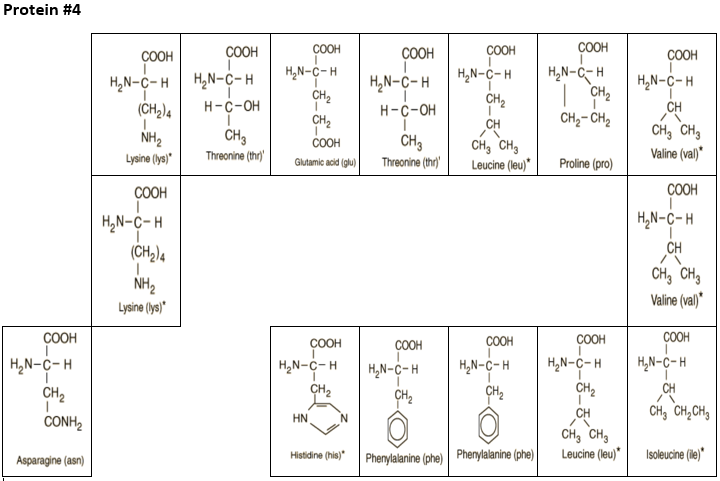 Protein #4
COOH
H₂N–C–H
(CH₂)₄
NH₂
Lysine (lys)*
COOH
H₂N–C–H
H–C–OH
CH₃
Threonine (thr)'
COOH
H₂N–C–H
CH₂
CH₂
COOH
Glutamic acid (glu)
COOH
H₂N–C–H
H–C–OH
CH₃
Threonine (thr)'
COOH
H₂N–C–H
CH₂
CH
CH₃ CH₃
Leucine (leu)*
COOH
H₂N–C–H
CH₂
CH₂–CH₂
Proline (pro)
COOH
H₂N–C–H
CH
CH₃ CH₃
Valine (val)*
COOH
H₂N–C–H
(CH₂)₄
NH₂
Lysine (lys)*
COOH
H₂N–C–H
CH
CH₃ CH₃
Valine (val)*
COOH
H₂N–C–H
CH₂
CONH₂
Asparagine (asn)
COOH
H₂N–C–H
CH₂
HN N
Histidine (his)*
COOH
H₂N–C–H
CH₂
Phenylalanine (phe)
COOH
H₂N–C–H
CH₂
Phenylalanine (phe)
COOH
H₂N–C–H
CH₂
CH
CH₃ CH₃
Leucine (leu)*
COOH
H₂N–C–H
CH
CH₃ CH₂CH₃
Isoleucine (ile)*